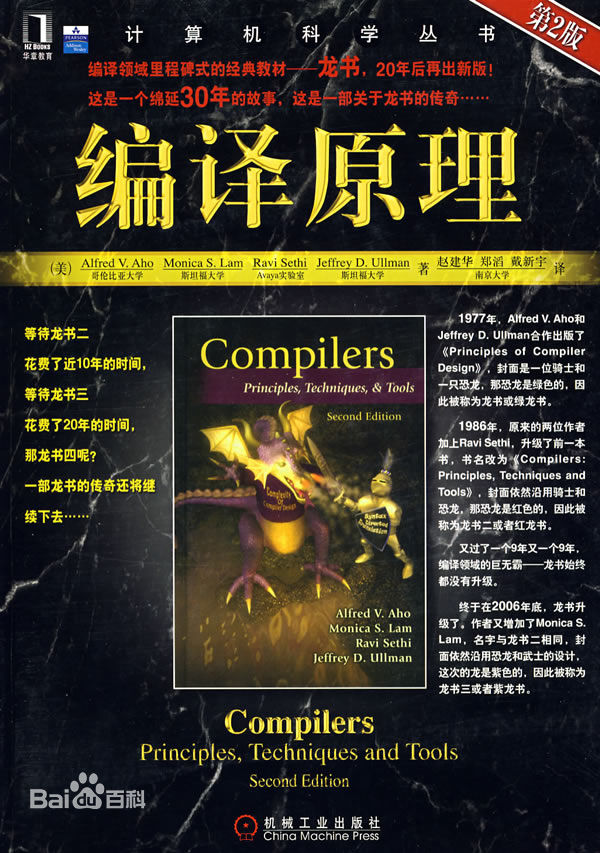 HZ BOOKS
华章教育
PEARSON
Addison
Wesley
计算机科学丛书
第2版
编译领域里程碑式的经典教材——龙书，20年后再出新版！
这是一个绵延30年的故事，这是一部关于龙书的传奇……
编译原理
（美） Alfred V. Aho Monica S. Lam Ravi Sethi Jeffrey D. Ullman 著 赵建华 郑滔 戴新宇 译
哥伦比亚大学 斯坦福大学 Avaya实验室 斯坦福大学 南京大学
等待龙书二
花费了近10年的时间，
等待龙书三
花费了20年的时间，
那龙书四呢？
一部龙书的传奇还将继
续下去……
Compilers
Principles, Techniques, & Tools
Second Edition
Complexity
Of
Compiler Design
Syntax
Directed
Translation
Alfred V. Aho
Monica S. Lam
Ravi Sethi
Jeffrey D. Ullman
1977年，Alfred V. Aho和
Jeffrey D. Ullman合作出版了
《Principles of Compiler
Design》，封面是一位骑士和
一只恐龙，那恐龙是绿色的，因
此被称为龙书或绿龙书。
1986年，原来的两位作者
加上Ravi Sethi，升级了前一本
书，书名改为《Compilers:
Principles, Techniques and
Tools》，封面依然沿用骑士和
恐龙，那恐龙是红色的，因此被
称为龙书二或者红龙书。
又过了一个9年又一个9年，
编译领域的巨无霸——龙书始终
都没有升级。
终于在2006年底，龙书升
级了。作者又增加了Monica S.
Lam，名字与龙书二相同，封
面依然沿用恐龙和武士的设计，
这次的龙是紫色的，因此被称为
龙书三或者紫龙书。
Compilers
Principles, Techniques and Tools
Second Edition
Bai du 百科
机械工业出版社
China Machine Press